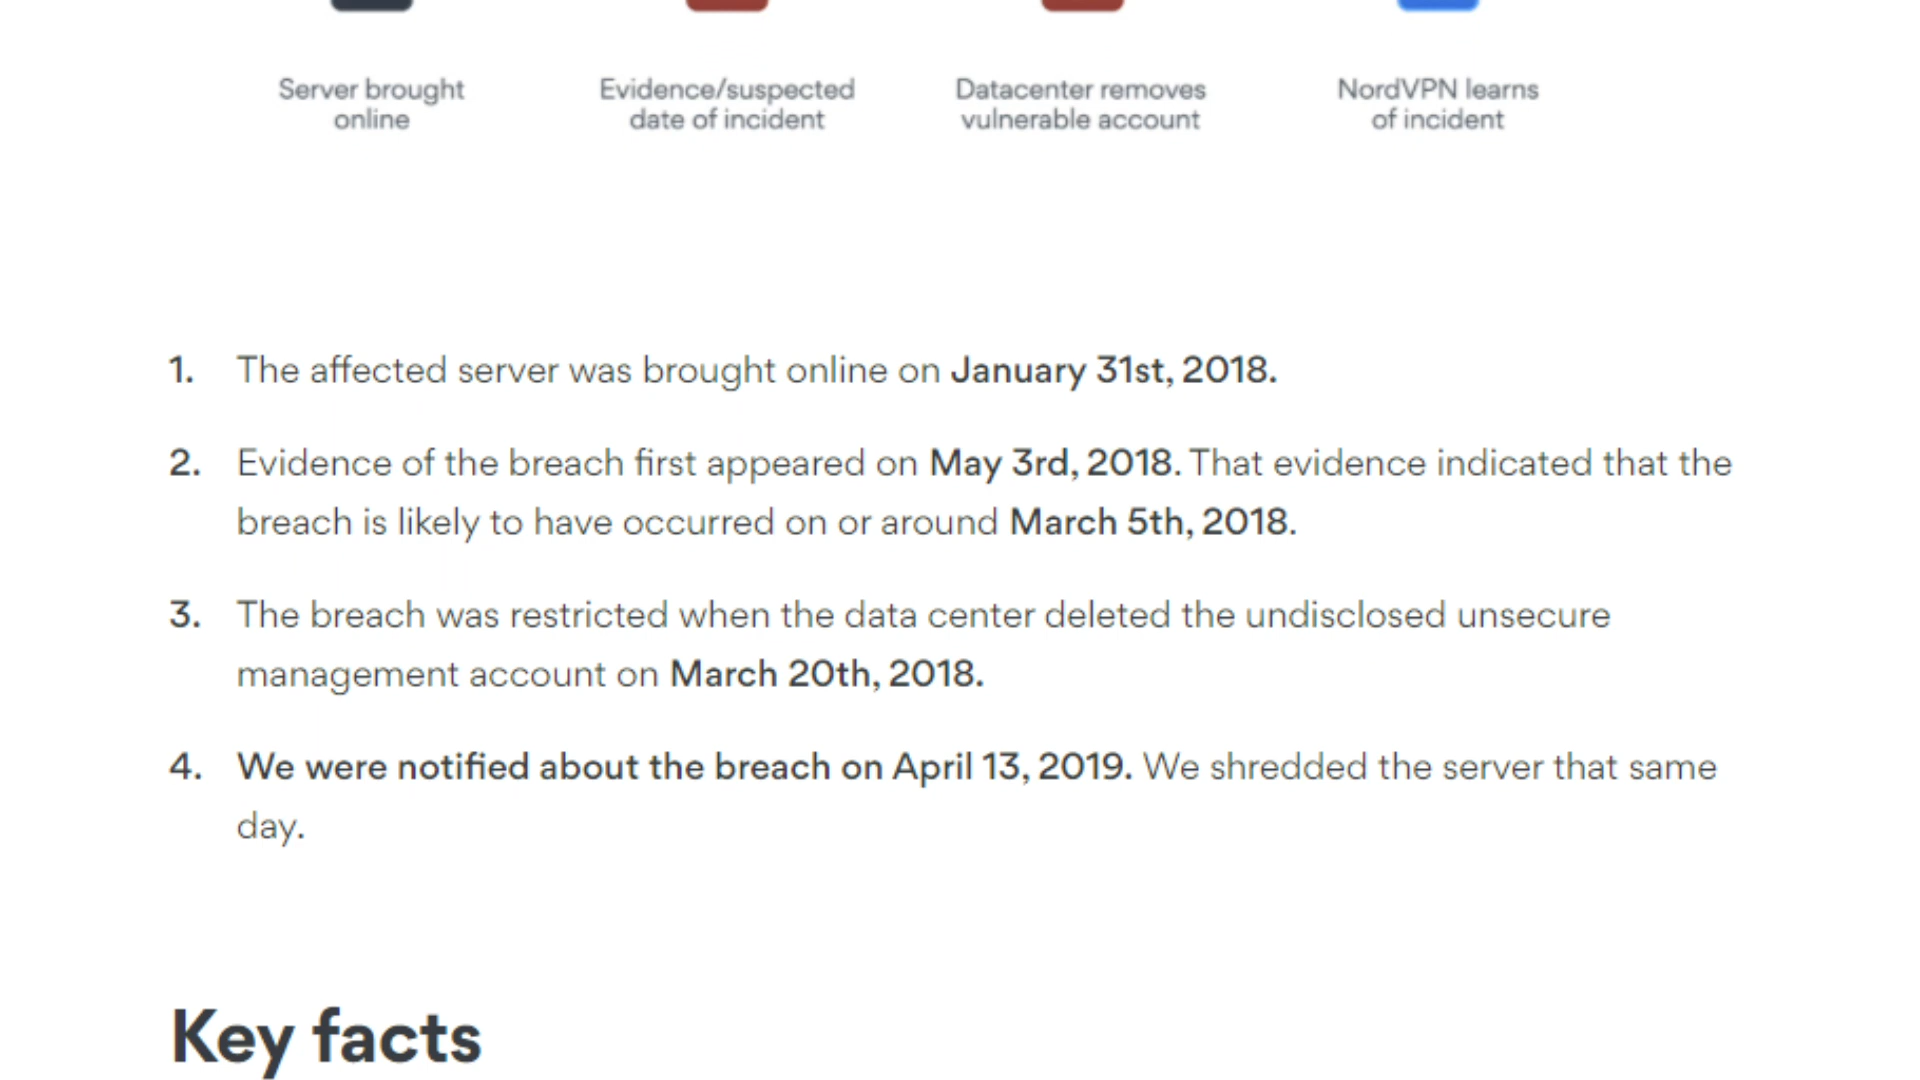 Server brought
online
Evidence/suspected
date of incident
Datacenter removes
vulnerable account
NordVPN learns
of incident
1. The affected server was brought online on January 31st, 2018.
2. Evidence of the breach first appeared on May 3rd, 2018. That evidence indicated that the
breach is likely to have occurred on or around March 5th, 2018.
3. The breach was restricted when the data center deleted the undisclosed unsecure
management account on March 20th, 2018.
4. We were notified about the breach on April 13, 2019. We shredded the server that same
day.
Key facts